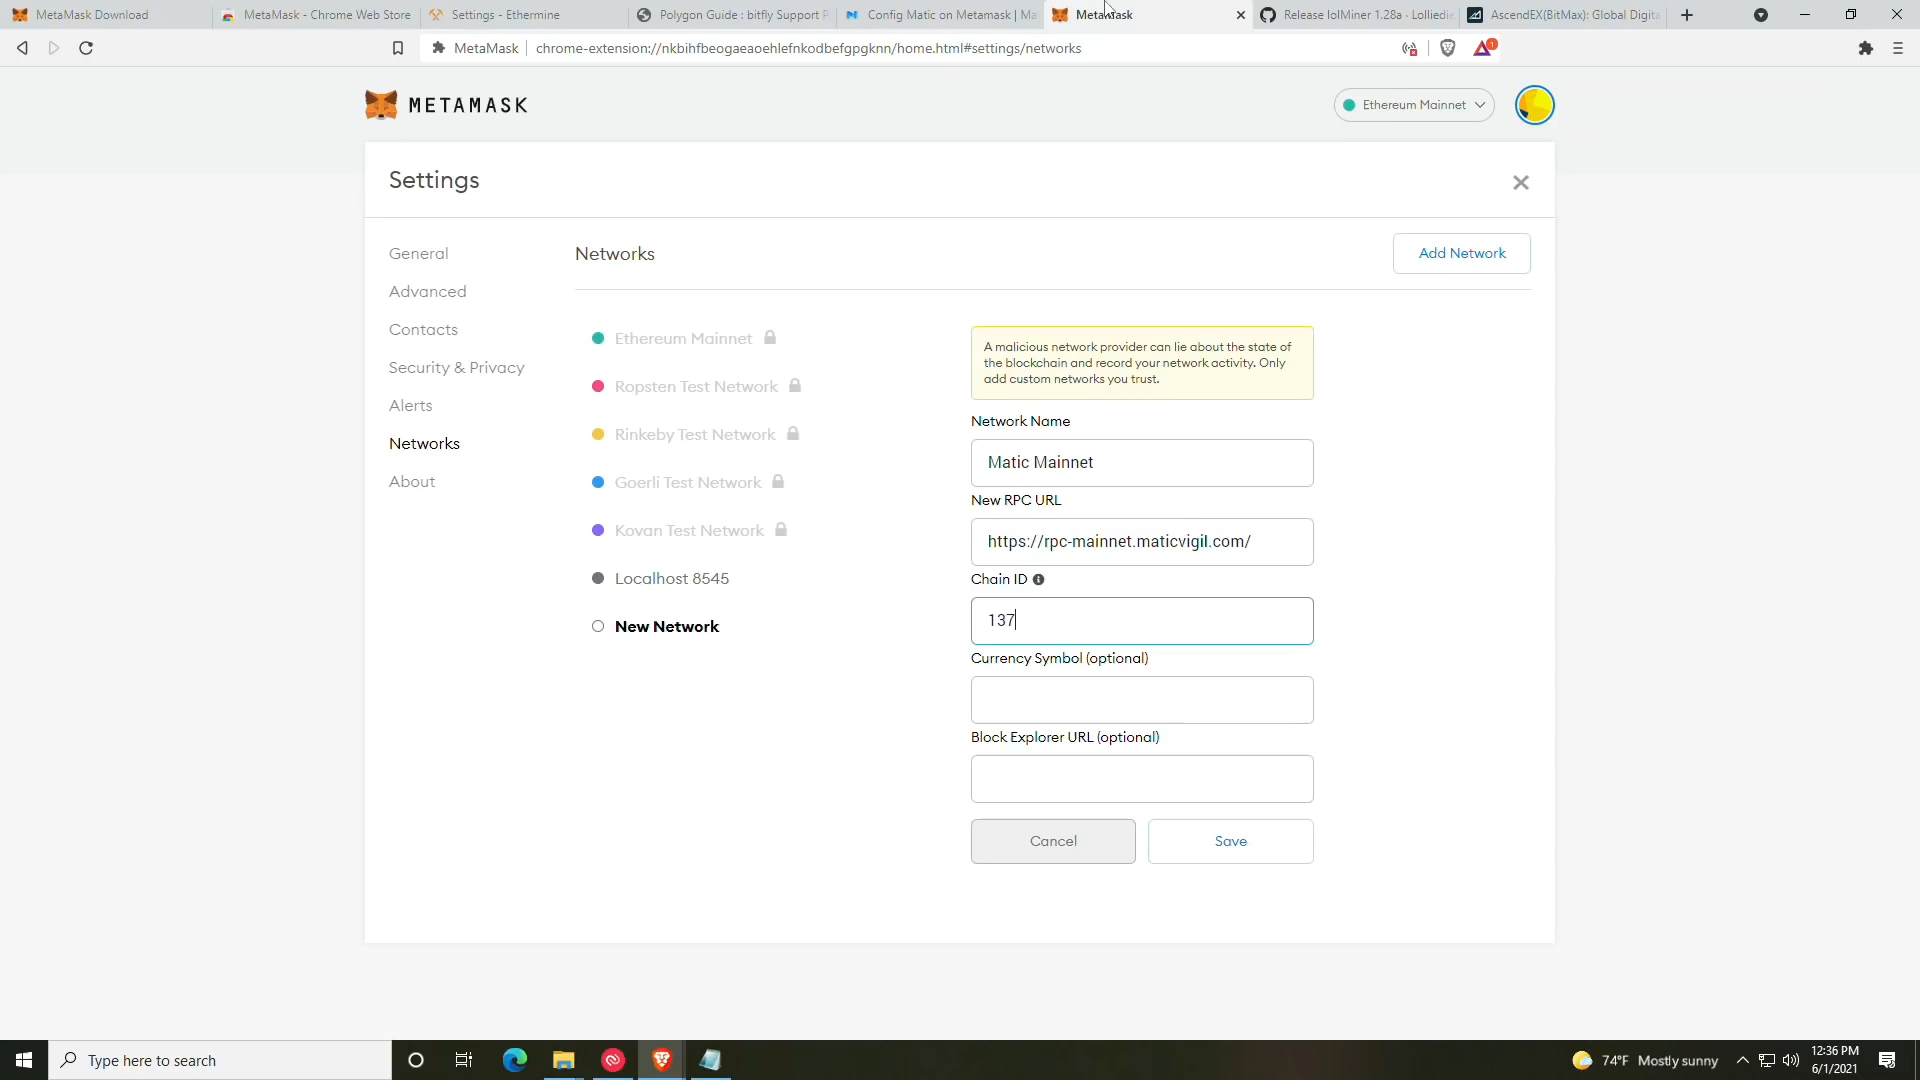 MetaMask Download
MetaMask - Chrome Web Store
Settings - Ethermine
Polygon Guide : bitfly Support P
Config Matic on Metamask | Ma
MetaMask
Release lolMiner 1.28a · Lolliedie
AscendEX(BitMax): Global Digita
MetaMask
chrome-extension://nkbihfbeogaeaoehlefnkodbefgpgknn/home.html#settings/networks
1
METAMASK
Ethereum Mainnet
Settings
General
Advanced
Contacts
Security & Privacy
Alerts
Networks
About
Networks
Add Network
Ethereum Mainnet
Ropsten Test Network
Rinkeby Test Network
Goerli Test Network
Kovan Test Network
Localhost 8545
New Network
A malicious network provider can lie about the state of
the blockchain and record your network activity. Only
add custom networks you trust.
Network Name
Matic Mainnet
New RPC URL
https://rpc-mainnet.maticvigil.com/
Chain ID
137
Currency Symbol (optional)
Block Explorer URL (optional)
Cancel
Save
Type here to search
74°F Mostly sunny
12:36 PM
6/1/2021